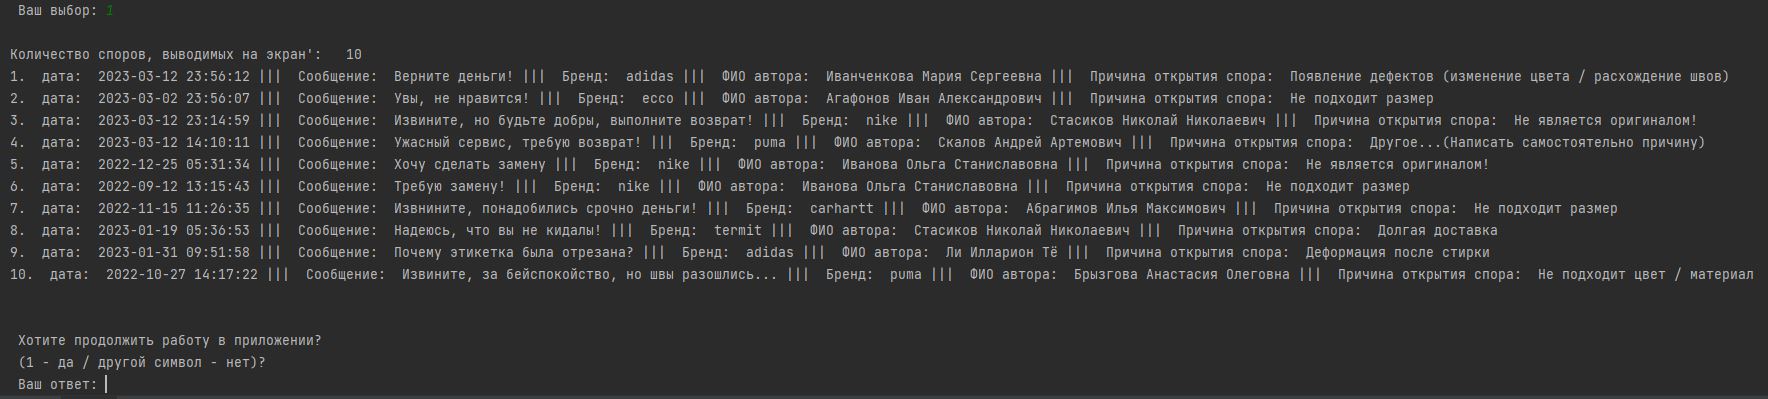 Ваш выбор: 1
Количество споров, выводимых на экран': 10
1. дата: 2023-03-12 23:56:12 ||| Сообщение: Верните деньги! ||| Бренд: adidas ||| ФИО автора: Иванченкова Мария Сергеевна ||| Причина открытия спора: Появление дефектов (изменение цвета / расхождение швов)
2. дата: 2023-03-02 23:56:07 ||| Сообщение: Увы, не нравится! ||| Бренд: ecco ||| ФИО автора: Агафонов Иван Александрович ||| Причина открытия спора: Не подходит размер
3. дата: 2023-03-12 23:14:59 ||| Сообщение: Извините, но будьте добры, выполните возврат! ||| Бренд: nike ||| ФИО автора: Стасиков Николай Николаевич ||| Причина открытия спора: Не является оригиналом!
4. дата: 2023-03-12 14:10:11 ||| Сообщение: Ужасный сервис, требую возврат! ||| Бренд: puma ||| ФИО автора: Скалов Андрей Артемович ||| Причина открытия спора: Другое...(Написать самостоятельно причину)
5. дата: 2022-12-25 05:31:34 ||| Сообщение: Хочу сделать замену ||| Бренд: nike ||| ФИО автора: Иванова Ольга Станиславовна ||| Причина открытия спора: Не является оригиналом!
6. дата: 2022-09-12 13:15:43 ||| Сообщение: Требую замену! ||| Бренд: nike ||| ФИО автора: Иванова Ольга Станиславовна ||| Причина открытия спора: Не подходит размер
7. дата: 2022-11-15 11:26:35 ||| Сообщение: Извнините, понадобились срочно деньги! ||| Бренд: carhartt ||| ФИО автора: Абрагимов Илья Максимович ||| Причина открытия спора: Не подходит размер
8. дата: 2023-01-19 05:36:53 ||| Сообщение: Надеюсь, что вы не кидалы! ||| Бренд: termit ||| ФИО автора: Стасиков Николай Николаевич ||| Причина открытия спора: Долгая доставка
9. дата: 2023-01-31 09:51:58 ||| Сообщение: Почему этикетка была отрезана? ||| Бренд: adidas ||| ФИО автора: Ли Илларион Тё ||| Причина открытия спора: Деформация после стирки
10. дата: 2022-10-27 14:17:22 ||| Сообщение: Извините, за бейспокойство, но швы разошлись... ||| Бренд: puma ||| ФИО автора: Брызгова Анастасия Олеговна ||| Причина открытия спора: Не подходит цвет / материал
Хотите продолжить работу в приложении?
(1 - да / другой символ - нет)?
Ваш ответ: